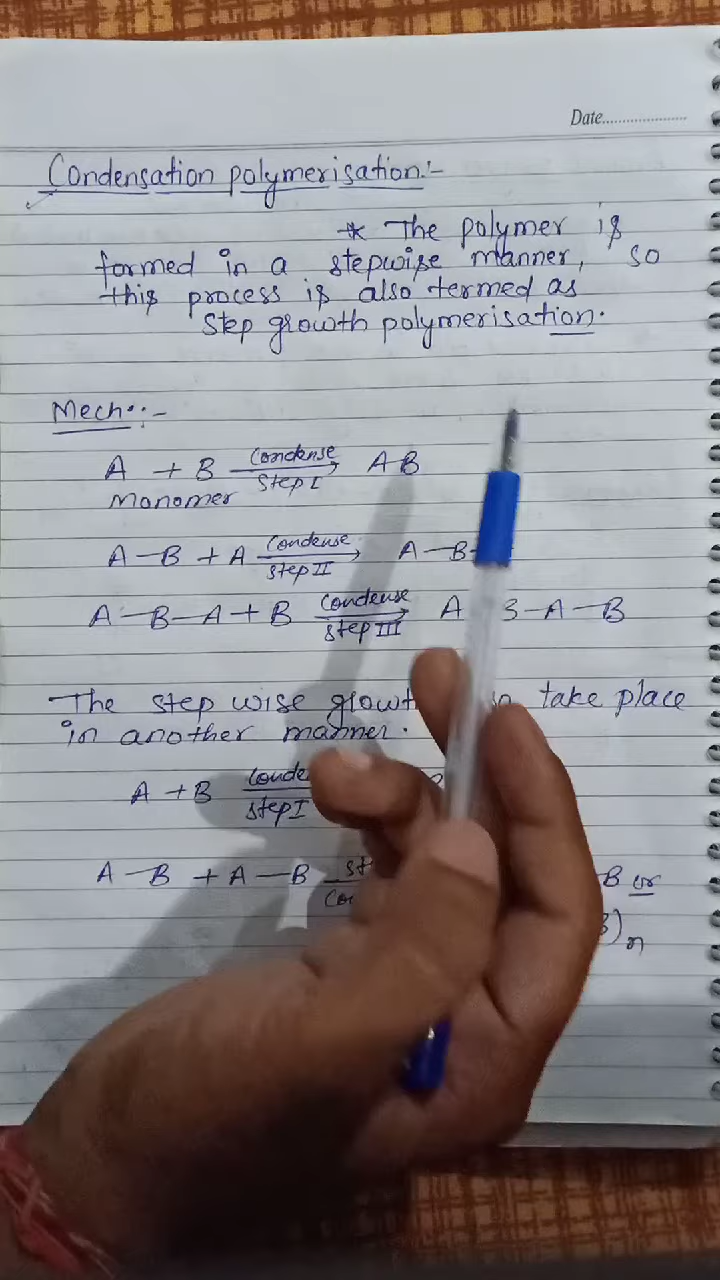 Date....................
Condensation polymerisation:-
* The polymer is
formed in a stepwise manner, so
this process is also termed as
step growth polymerisation.
Mech::-
A + B Condense AB
Step I
Monomer
A-B + A Condense A-B-
step II
A-B-A + B Condense A B-A-B
step III
The step wise growth take place
in another manner.
A + B
step I
A-B + A-B B or
)n